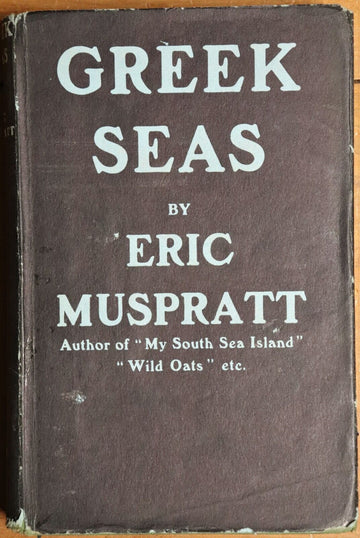 GREEK
SEAS
BY
ERIC
MUSPRATT
Author of "My South Sea Island"
"Wild Oats" etc.